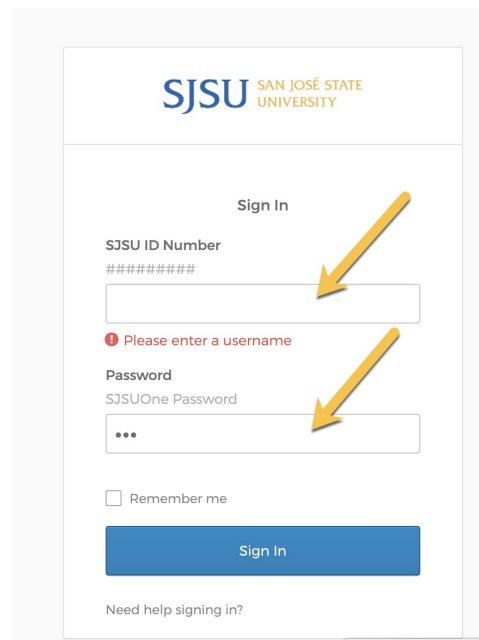 SJSU SAN JOSÉ STATE
UNIVERSITY
Sign In
SJSU ID Number
#########
Please enter a username
Password
SJSUOne Password
•••
Remember me
Sign In
Need help signing in?